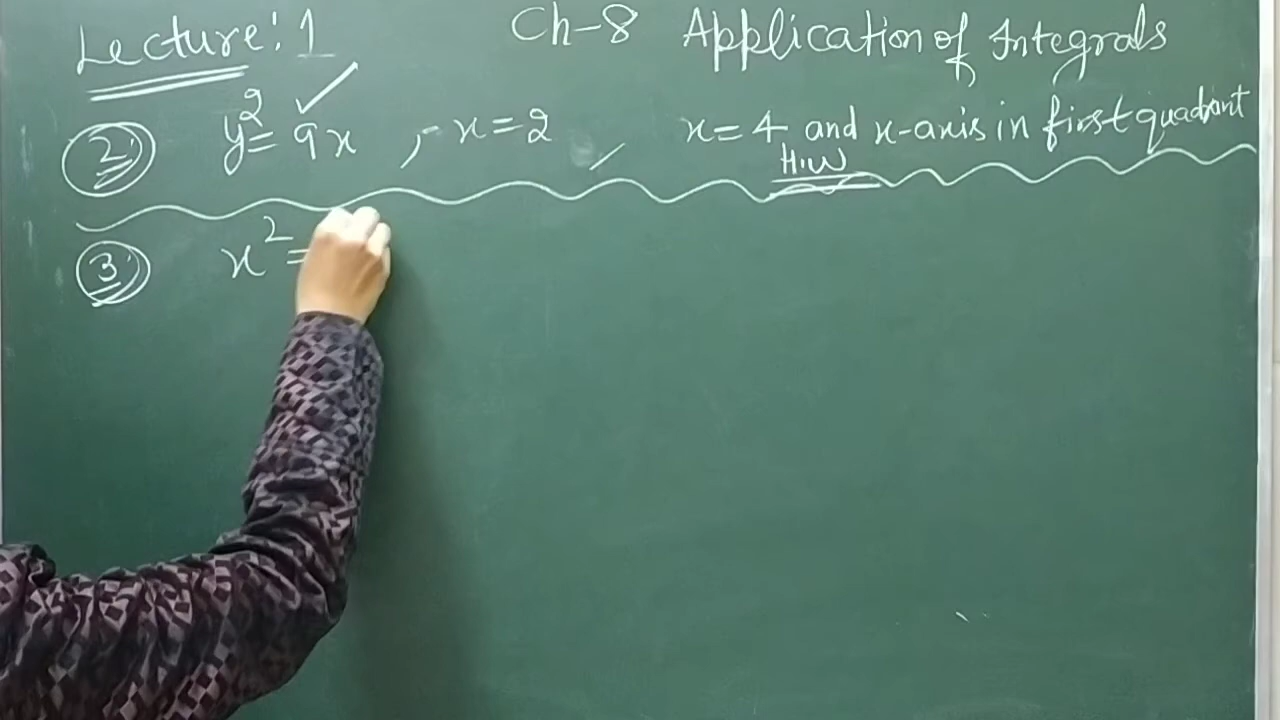 Lecture: 1 Ch-8 Application of Integrals
② y² = 9x , x = 2 x = 4 and x-axis in first quadrant
H.W
③ x² =